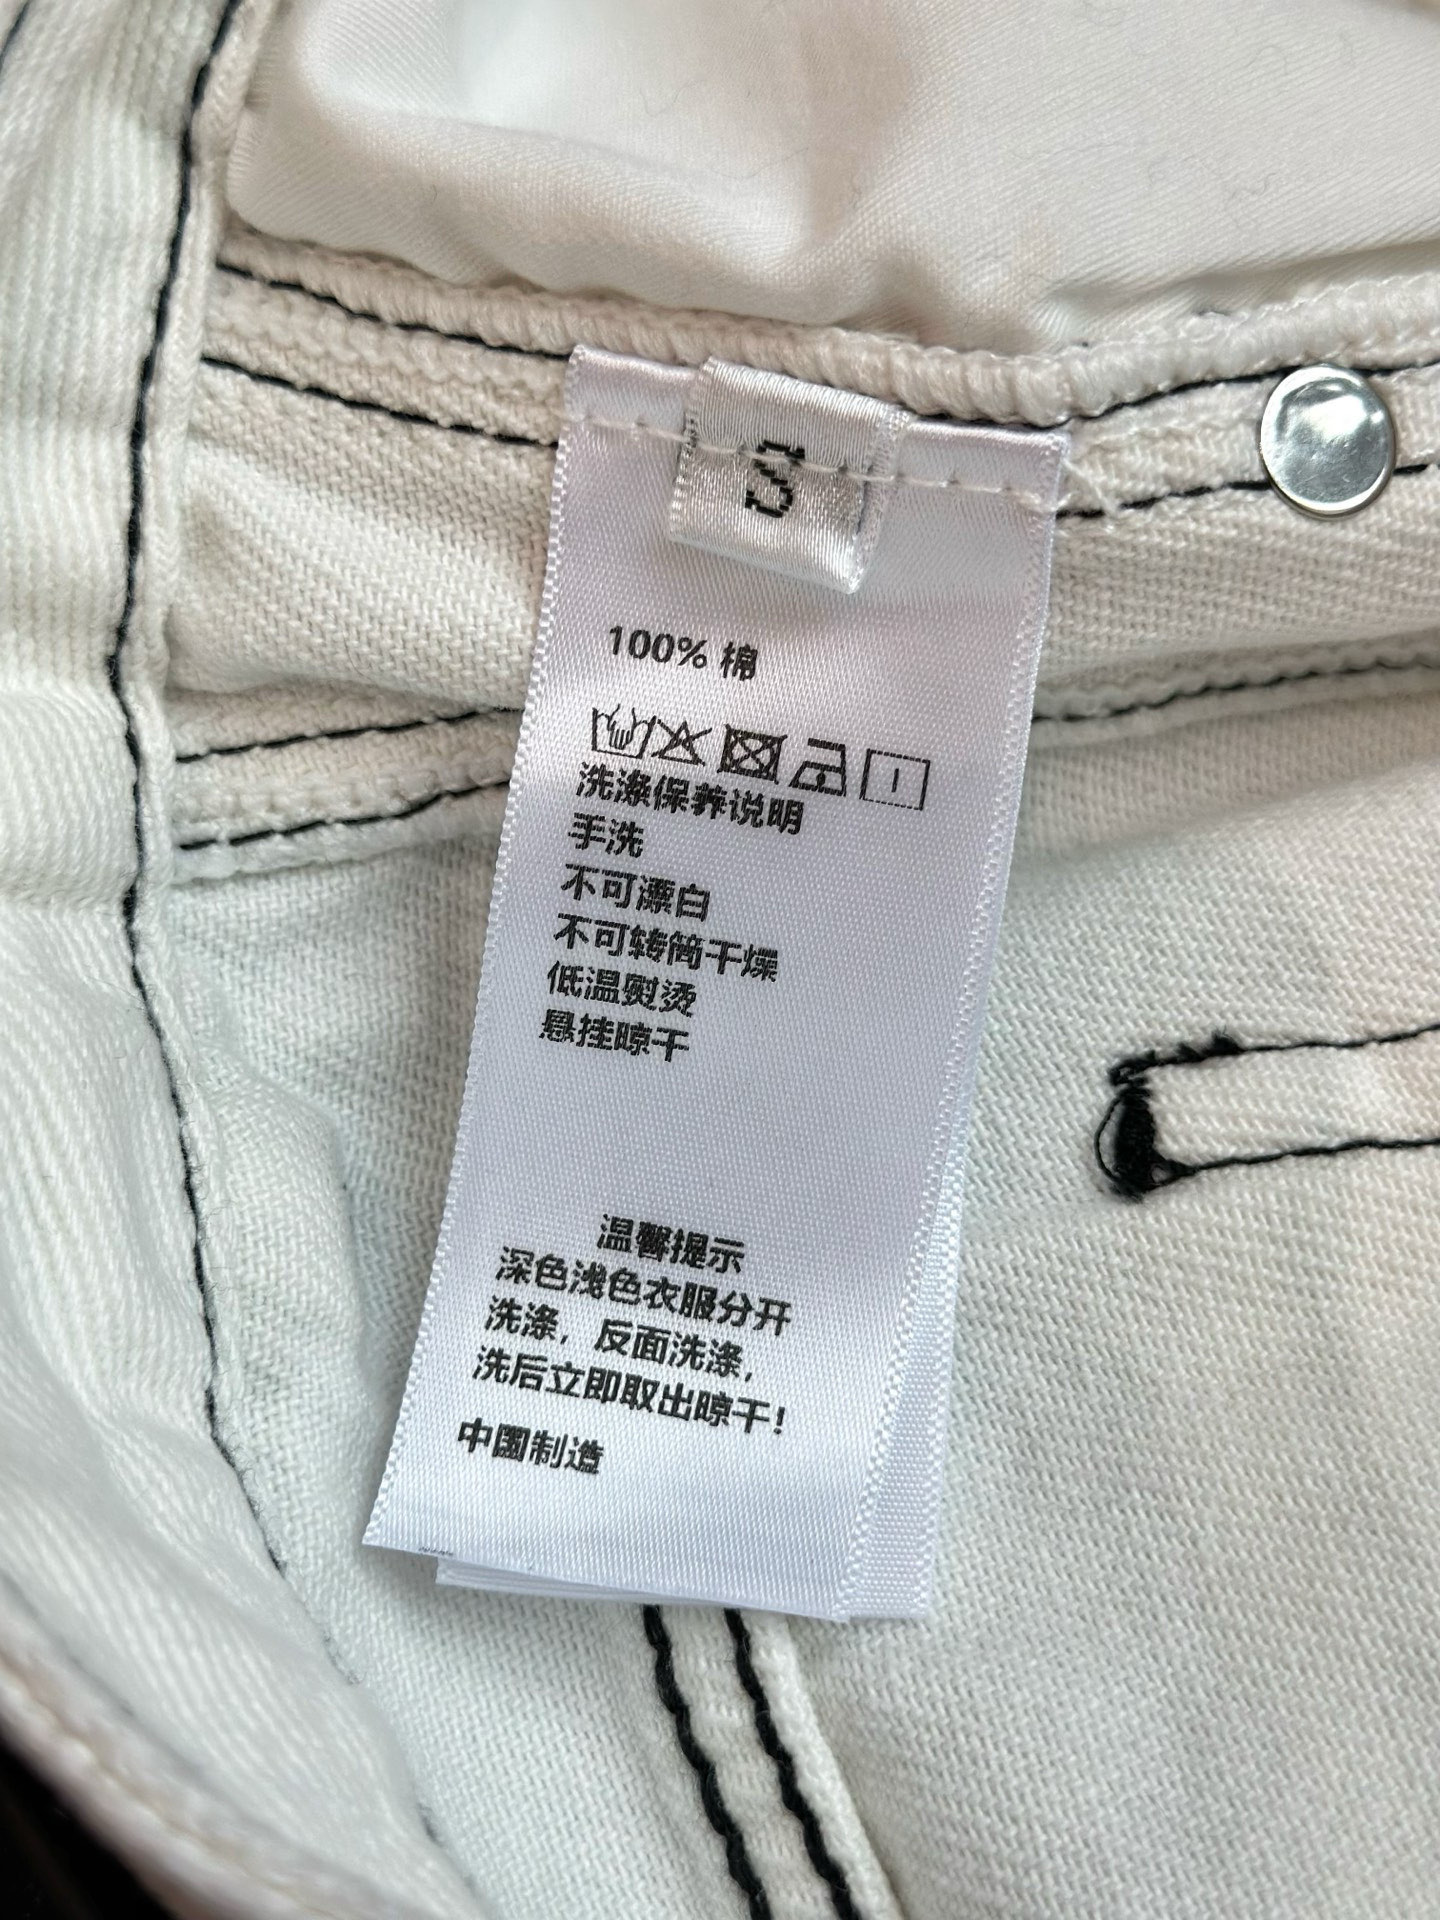 S
100% 棉
洗涤保养说明
手洗
不可漂白
不可转筒干燥
低温熨烫
悬挂晾干
温馨提示
深色浅色衣服分开
洗涤，反面洗涤，
洗后立即取出晾干！
中國制造